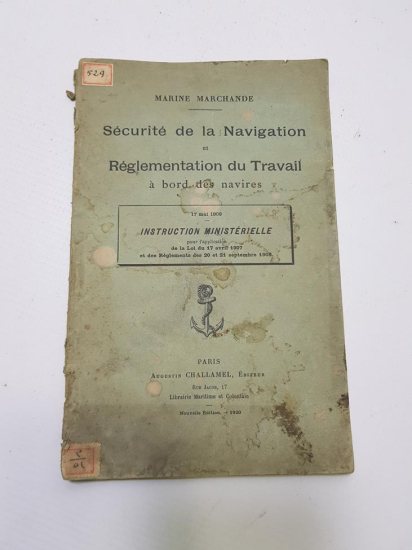 529
MARINE MARCHANDE
Sécurité de la Navigation
et
Réglementation du Travail
à bord des navires
17 mai 1909
INSTRUCTION MINISTÉRIELLE
pour l'application
de la Loi du 17 avril 1907
et des Règlements des 20 et 21 septembre 1908
PARIS
Augustin CHALLAMEL, Éditeur
Rue Jacob, 17
Librairie Maritime et Coloniale
Nouvelle Édition.